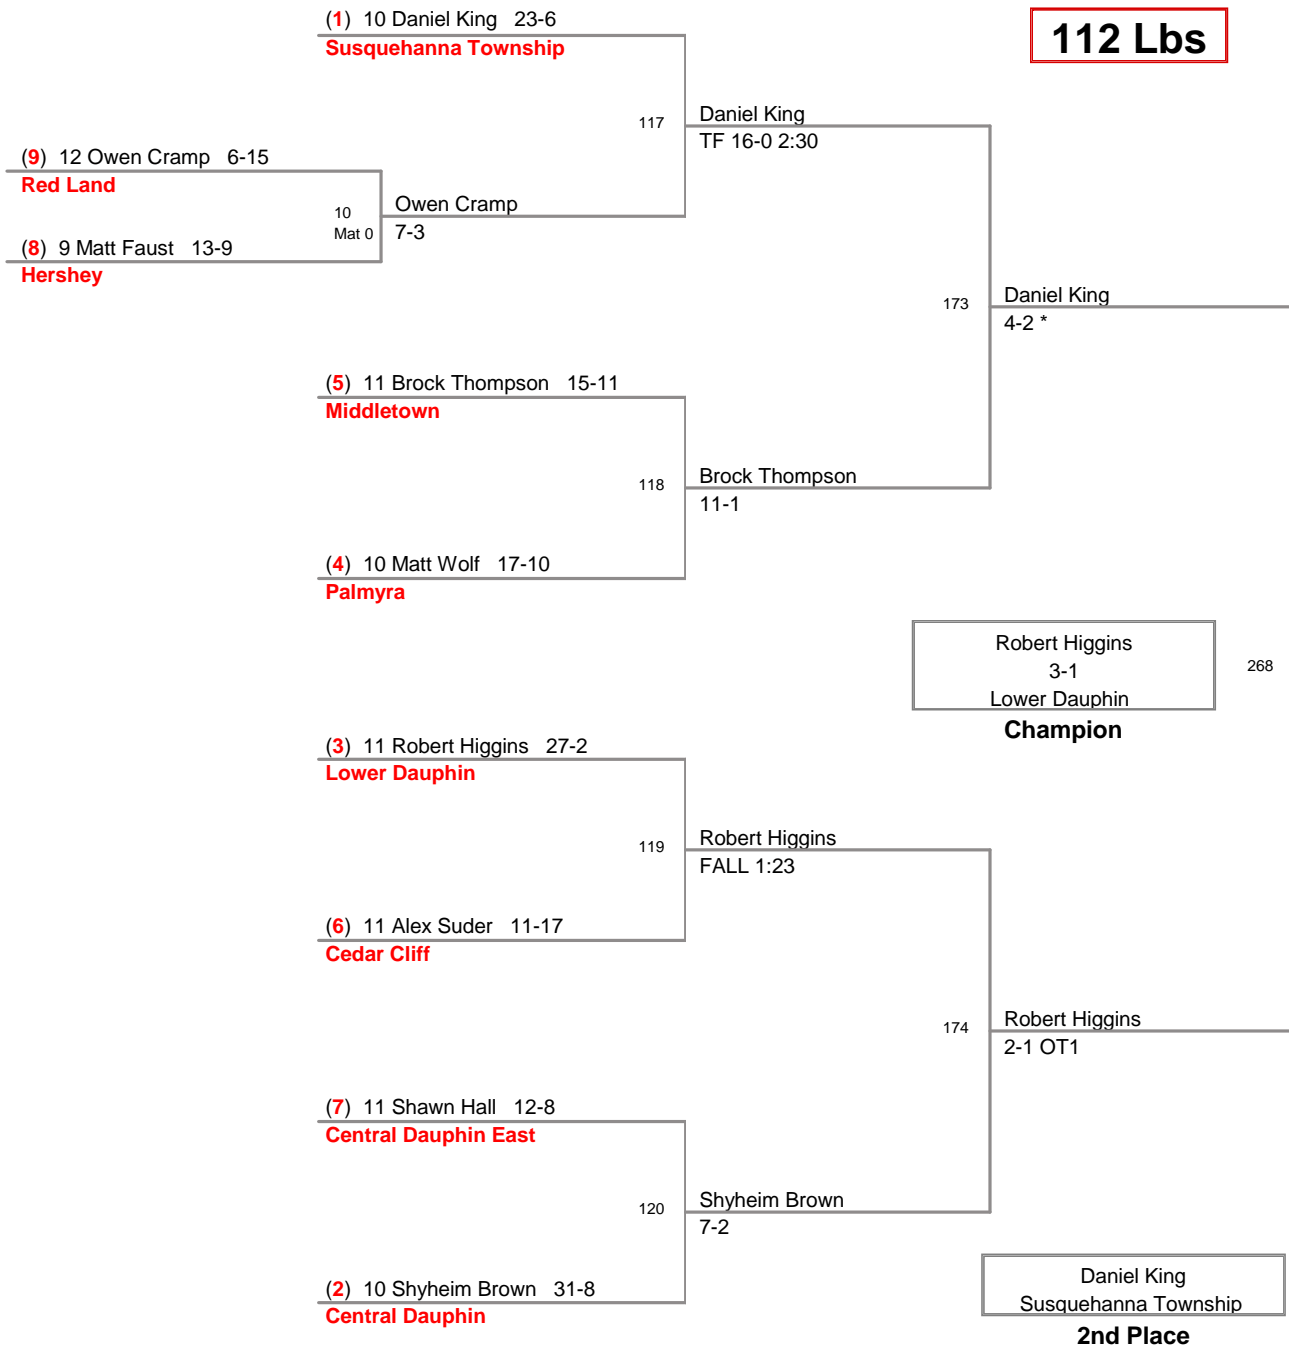 (1) 10 Daniel King 23-6
Susquehanna Township
112 Lbs
117
Daniel King
TF 16-0 2:30
(9) 12 Owen Cramp 6-15
Red Land
10
Mat 0
Owen Cramp
7-3
(8) 9 Matt Faust 13-9
Hershey
173
Daniel King
4-2 *
(5) 11 Brock Thompson 15-11
Middletown
118
Brock Thompson
11-1
(4) 10 Matt Wolf 17-10
Palmyra
Robert Higgins
3-1
Lower Dauphin
268
Champion
(3) 11 Robert Higgins 27-2
Lower Dauphin
119
Robert Higgins
FALL 1:23
(6) 11 Alex Suder 11-17
Cedar Cliff
174
Robert Higgins
2-1 OT1
(7) 11 Shawn Hall 12-8
Central Dauphin East
120
Shyheim Brown
7-2
(2) 10 Shyheim Brown 31-8
Central Dauphin
Daniel King
Susquehanna Township
2nd Place